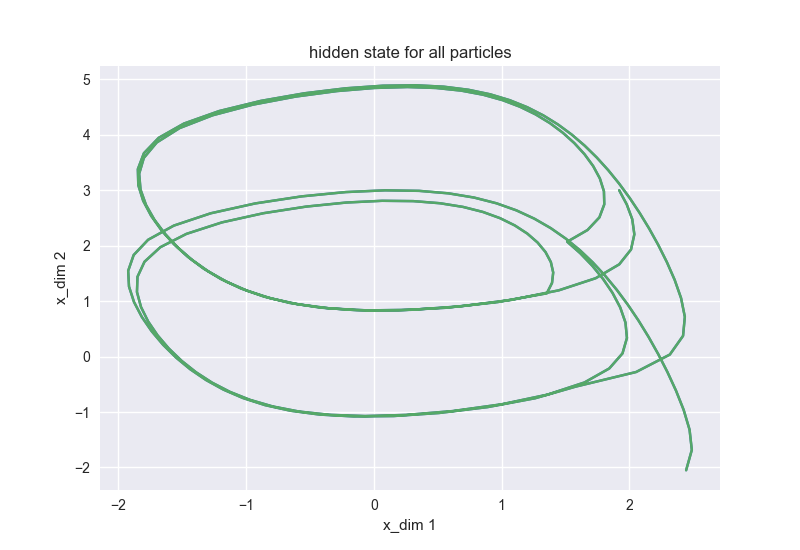 hidden state for all particles
5
4
3
2
1
0
−1
−2
x_dim 2
−2 −1 0 1 2
x_dim 1